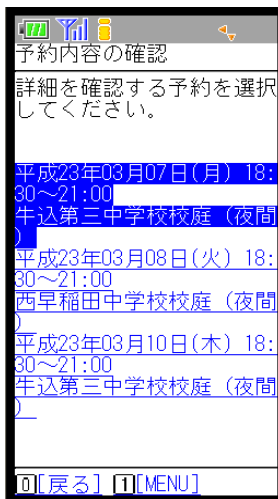 予約内容の確認
詳細を確認する予約を選択
してください。
平成23年03月07日(月) 18:
30～21:00
牛込第三中学校校庭（夜間
）
平成23年03月08日(火) 18:
30～21:00
西早稲田中学校校庭（夜間
）
平成23年03月10日(木) 18:
30～21:00
牛込第三中学校校庭（夜間
）
0[戻る] 1[MENU]